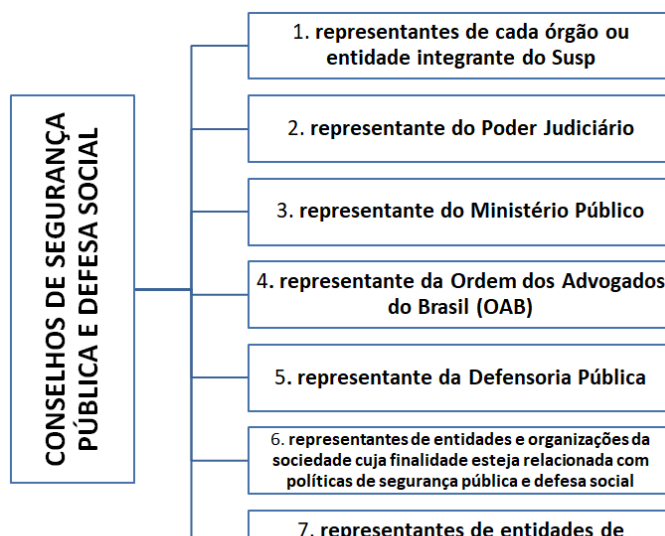 CONSELHOS DE SEGURANÇA
PÚBLICA E DEFESA SOCIAL
1. representantes de cada órgão ou
entidade integrante do Susp
2. representante do Poder Judiciário
3. representante do Ministério Público
4. representante da Ordem dos Advogados
do Brasil (OAB)
5. representante da Defensoria Pública
6. representantes de entidades e organizações da
sociedade cuja finalidade esteja relacionada com
políticas de segurança pública e defesa social
7. representantes de entidades de